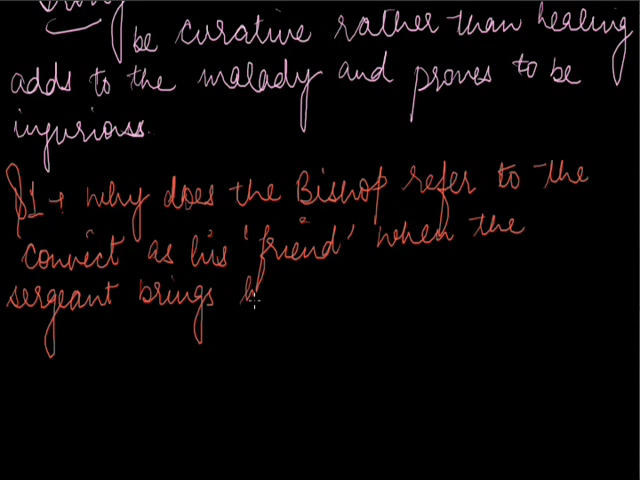 be curative rather than healing
adds to the malady and proves to be
injurious.
Q1 → why does the Bishop refer to the
convict as his 'friend' when the
sergeant brings h